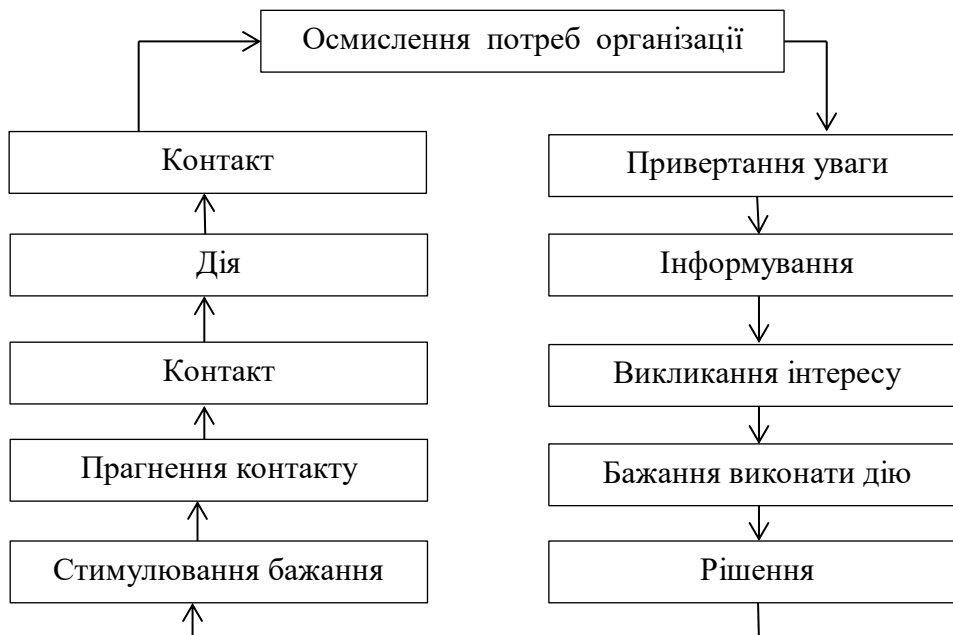 Осмислення потреб організації
Контакт
Привертання уваги
Дія
Інформування
Контакт
Викликання інтересу
Прагнення контакту
Бажання виконати дію
Стимулювання бажання
Рішення